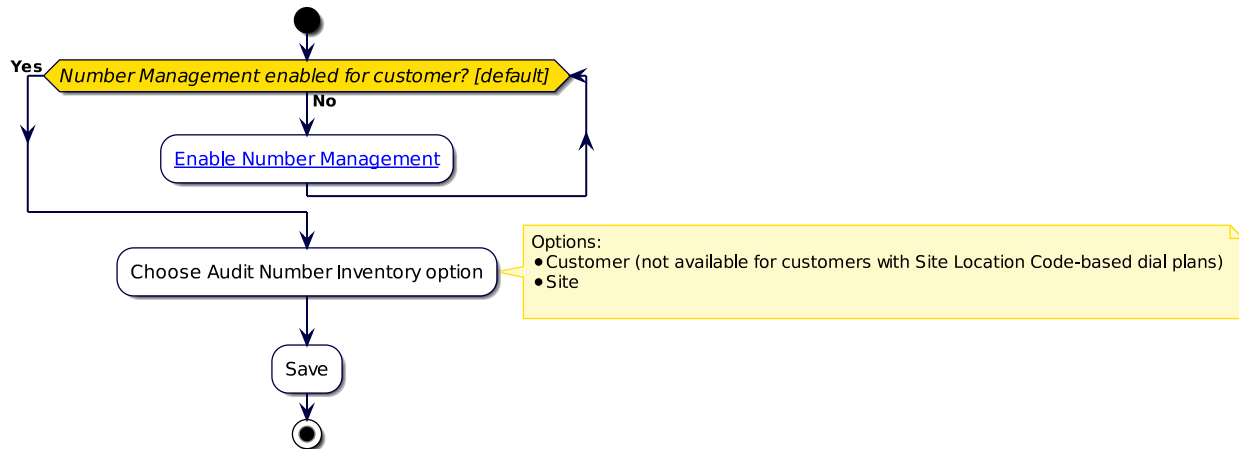 Yes
Number Management enabled for customer? [default]
No
Enable Number Management
Choose Audit Number Inventory option
Options:
•Customer (not available for customers with Site Location Code-based dial plans)
•Site
Save